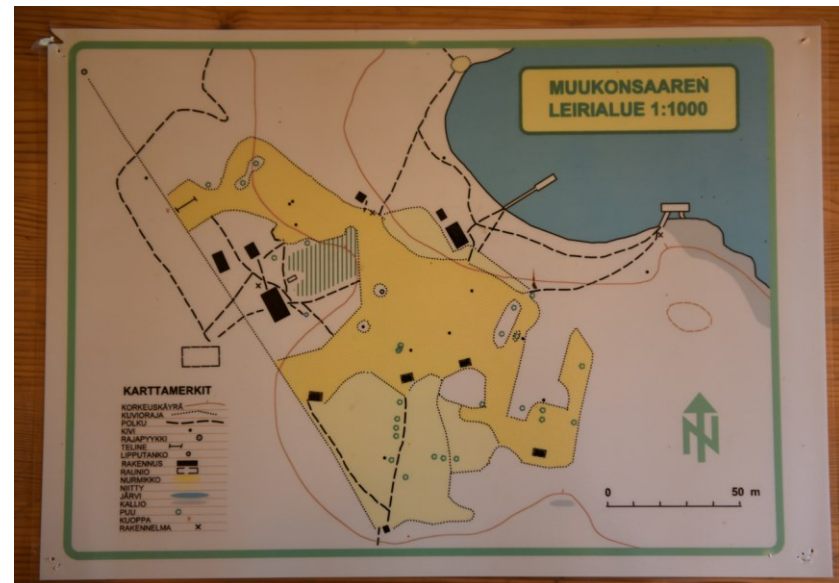 MUUKONSAAREN
LEIRIALUE 1:1000
KARTTAMERKIT
KORKEUSKÄYRÄ
KUVIORAJA
POLKU
KIVI
RAJAPYYKKI
TELINE
LIPPUTANKO
RAKENNUS
RAUNIO
NURMIKKO
NIITTY
JÄRVI
KALLIO
PUU
KUOPPA
RAKENNELMA
N
0 50 m